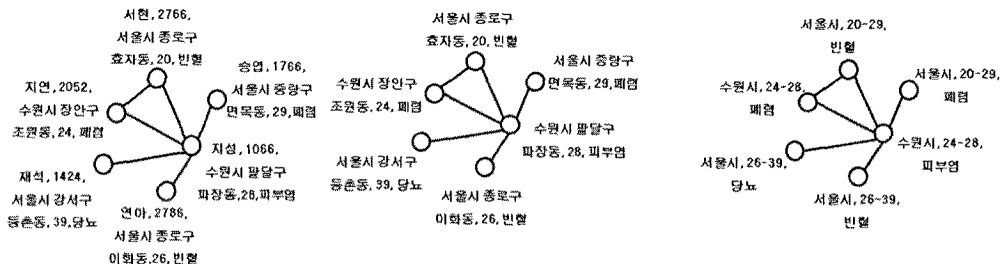 서현, 2766,
서울시 종로구
효자동, 20, 빈혈
지연, 2052,
수원시 장안구
조원동, 24, 폐렴
승엽, 1766,
서울시 중랑구
면목동, 29, 폐렴
지성, 1066,
수원시 팔달구
파장동, 28, 피부염
재석, 1424,
서울시 강서구
등촌동, 39, 당뇨
연아, 2786,
서울시 종로구
이화동, 26, 빈혈
서울시 종로구
효자동, 20, 빈혈
수원시 장안구
조원동, 24, 폐렴
서울시 중랑구
면목동, 29, 폐렴
수원시 팔달구
파장동, 28, 피부염
서울시 강서구
등촌동, 39, 당뇨
서울시 종로구
이화동, 26, 빈혈
서울시, 20-29,
빈혈
수원시, 24-28,
폐렴
서울시, 20-29,
폐렴
수원시, 24-28,
피부염
서울시, 26-39,
당뇨
서울시, 26-39,
빈혈